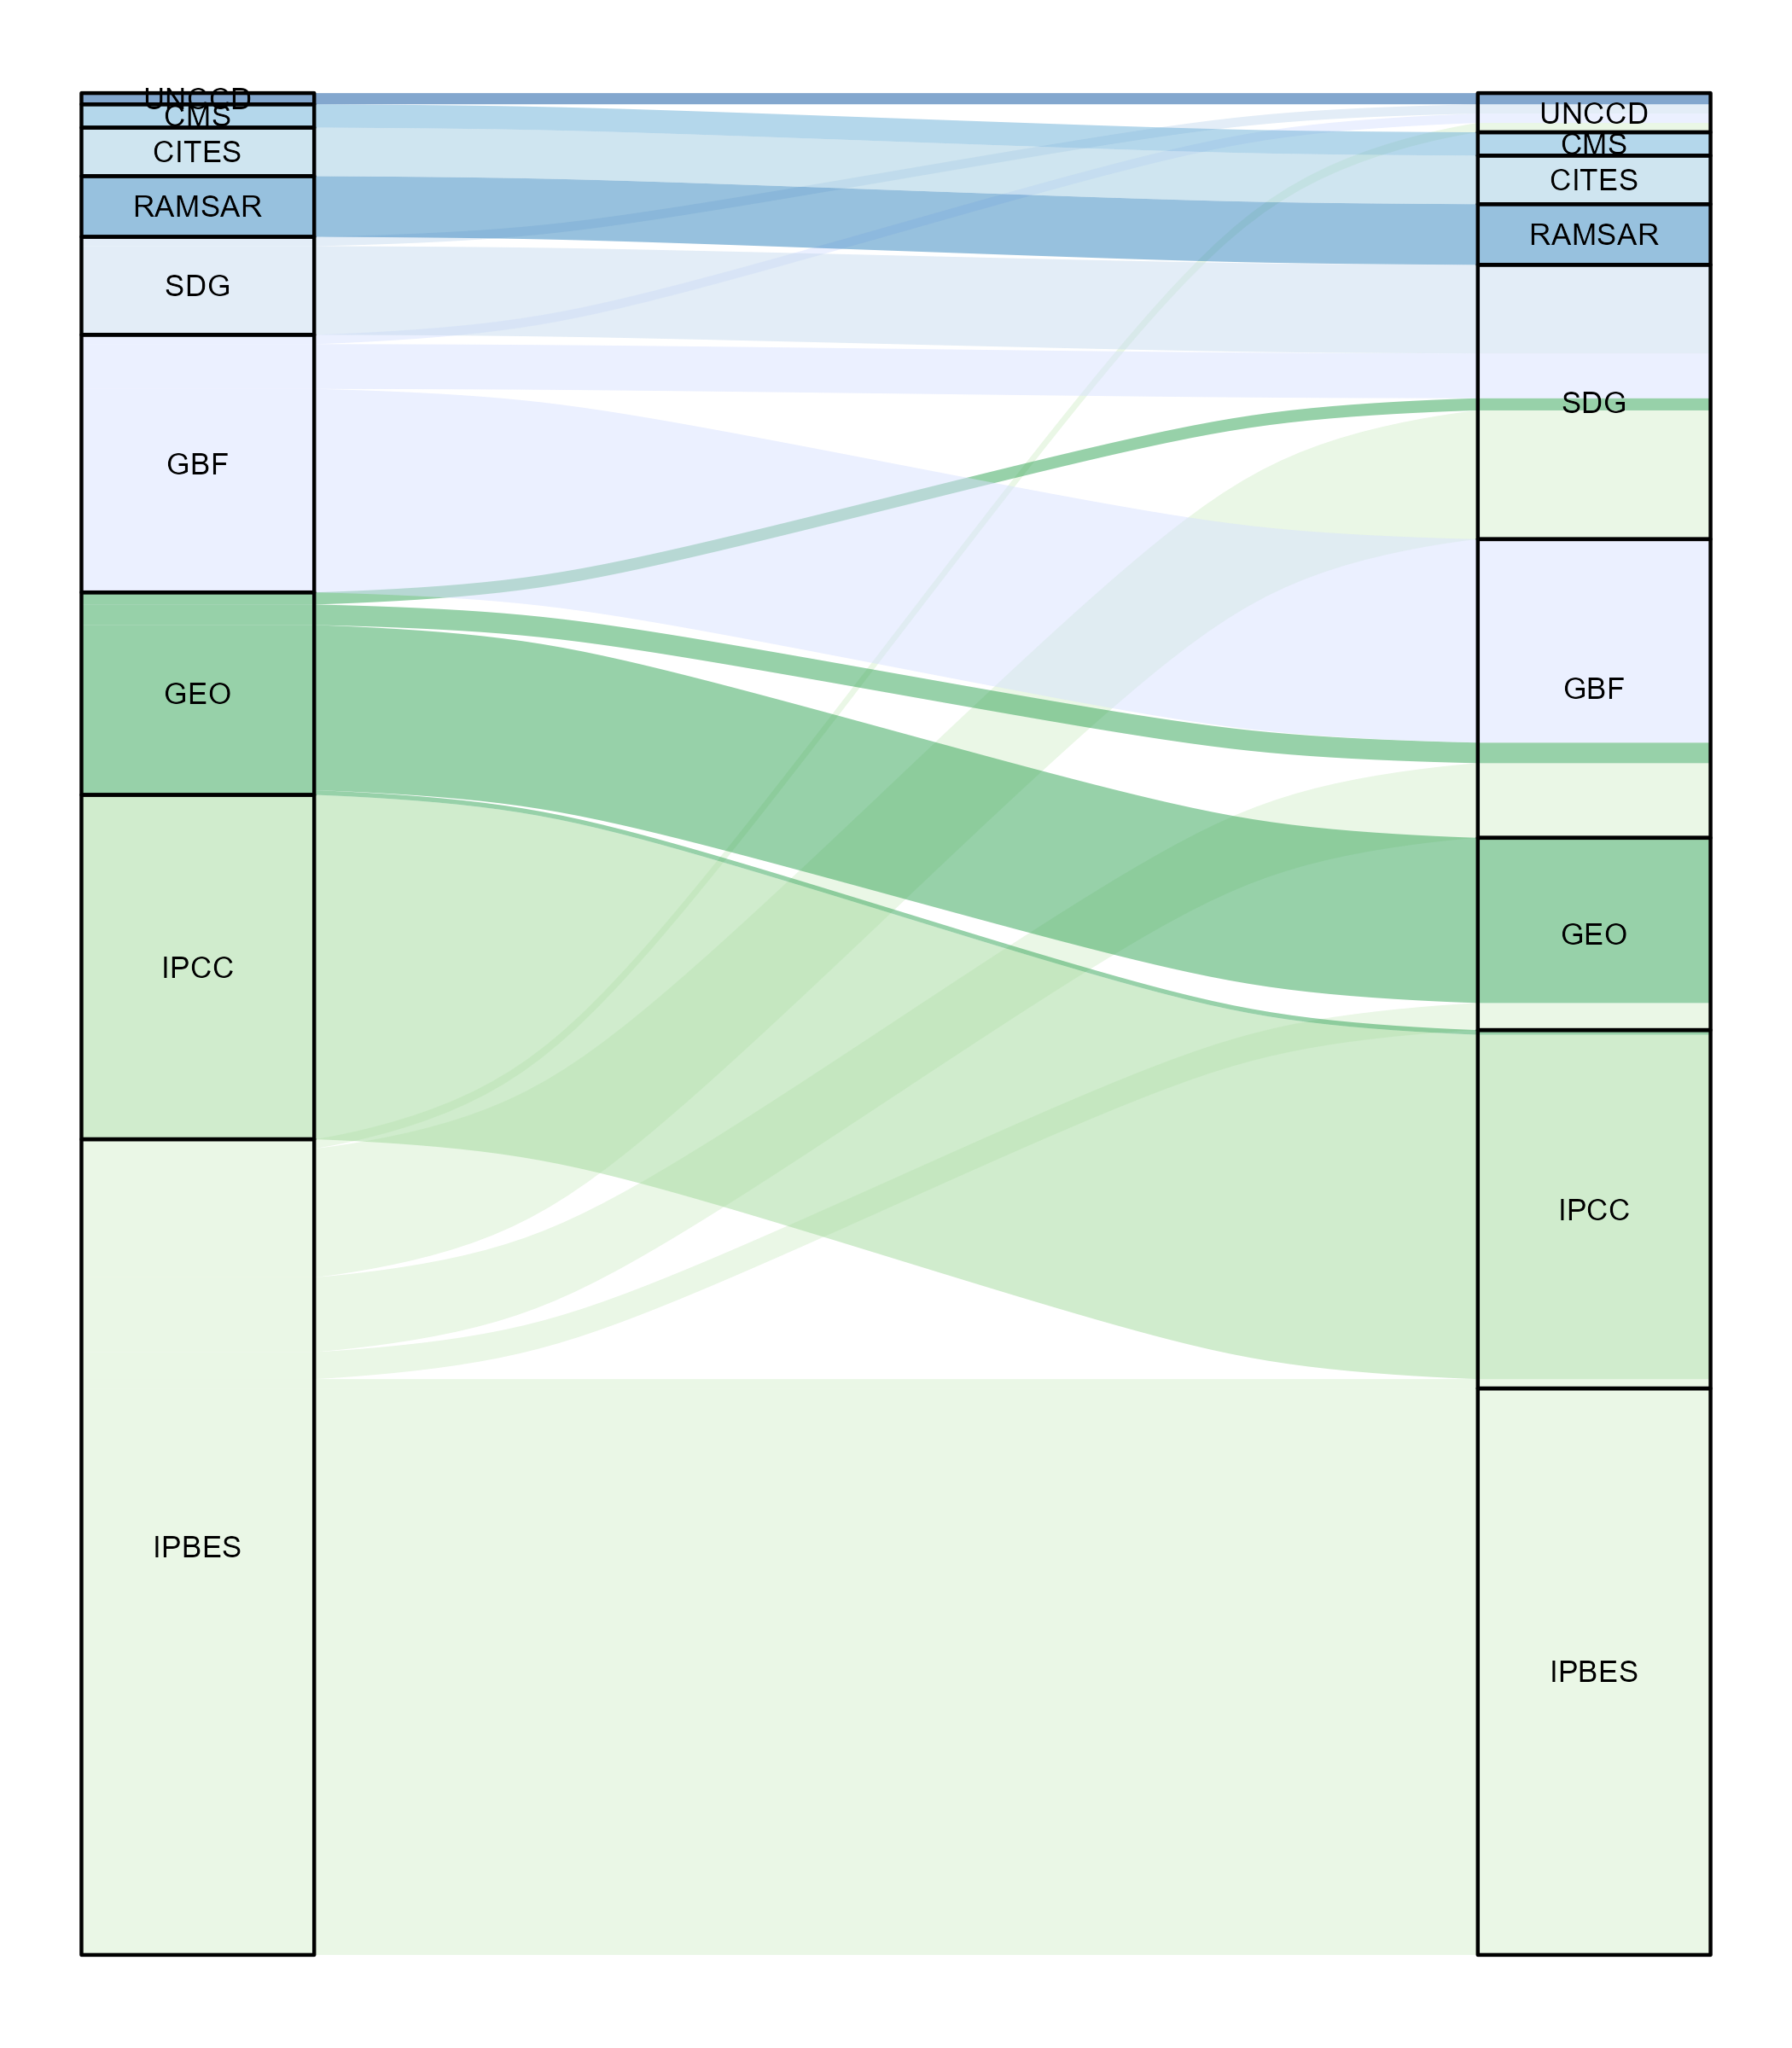 UNCCD
CMS
CITES
RAMSAR
SDG
GBF
GEO
IPCC
IPBES
UNCCD
CMS
CITES
RAMSAR
SDG
GBF
GEO
IPCC
IPBES